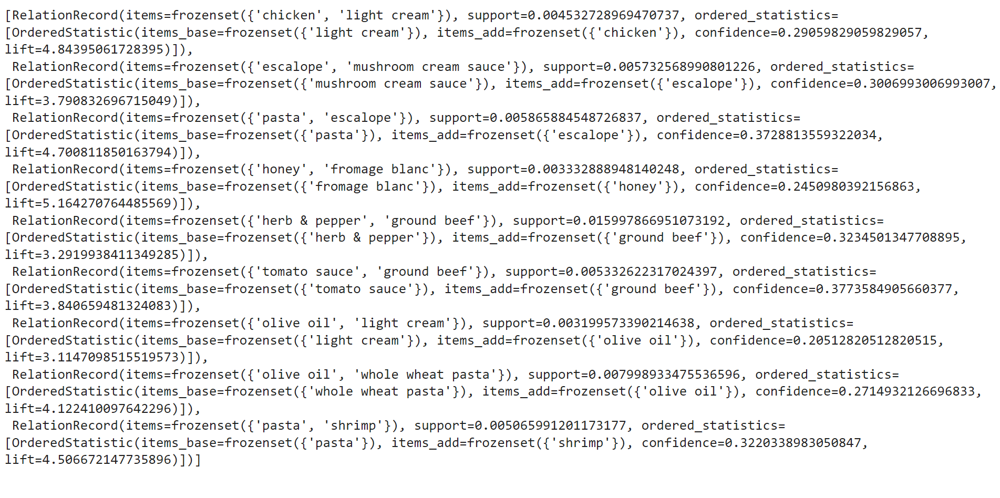 [RelationRecord(items=frozenset({'chicken', 'light cream'}), support=0.004532728969470737, ordered_statistics=
[OrderedStatistic(items_base=frozenset({'light cream'}), items_add=frozenset({'chicken'}), confidence=0.29059829059829057,
lift=4.84395061728395)]),
 RelationRecord(items=frozenset({'escalope', 'mushroom cream sauce'}), support=0.005732568990801226, ordered_statistics=
[OrderedStatistic(items_base=frozenset({'mushroom cream sauce'}), items_add=frozenset({'escalope'}), confidence=0.3006993006993007,
lift=3.790832696715049)]),
 RelationRecord(items=frozenset({'pasta', 'escalope'}), support=0.005865884548726837, ordered_statistics=
[OrderedStatistic(items_base=frozenset({'pasta'}), items_add=frozenset({'escalope'}), confidence=0.3728813559322034,
lift=4.700811850163794)]),
 RelationRecord(items=frozenset({'honey', 'fromage blanc'}), support=0.003332888948140248, ordered_statistics=
[OrderedStatistic(items_base=frozenset({'fromage blanc'}), items_add=frozenset({'honey'}), confidence=0.2450980392156863,
lift=5.164270764485569)]),
 RelationRecord(items=frozenset({'herb & pepper', 'ground beef'}), support=0.015997866951073192, ordered_statistics=
[OrderedStatistic(items_base=frozenset({'herb & pepper'}), items_add=frozenset({'ground beef'}), confidence=0.3234501347708895,
lift=3.2919938411349285)]),
 RelationRecord(items=frozenset({'tomato sauce', 'ground beef'}), support=0.005332622317024397, ordered_statistics=
[OrderedStatistic(items_base=frozenset({'tomato sauce'}), items_add=frozenset({'ground beef'}), confidence=0.3773584905660377,
lift=3.840659481324083)]),
 RelationRecord(items=frozenset({'olive oil', 'light cream'}), support=0.003199573390214638, ordered_statistics=
[OrderedStatistic(items_base=frozenset({'light cream'}), items_add=frozenset({'olive oil'}), confidence=0.20512820512820515,
lift=3.1147098515519573)]),
 RelationRecord(items=frozenset({'olive oil', 'whole wheat pasta'}), support=0.007998933475536596, ordered_statistics=
[OrderedStatistic(items_base=frozenset({'whole wheat pasta'}), items_add=frozenset({'olive oil'}), confidence=0.2714932126696833,
lift=4.122410097642296)]),
 RelationRecord(items=frozenset({'pasta', 'shrimp'}), support=0.005065991201173177, ordered_statistics=
[OrderedStatistic(items_base=frozenset({'pasta'}), items_add=frozenset({'shrimp'}), confidence=0.3220338983050847,
lift=4.506672147735896)])]